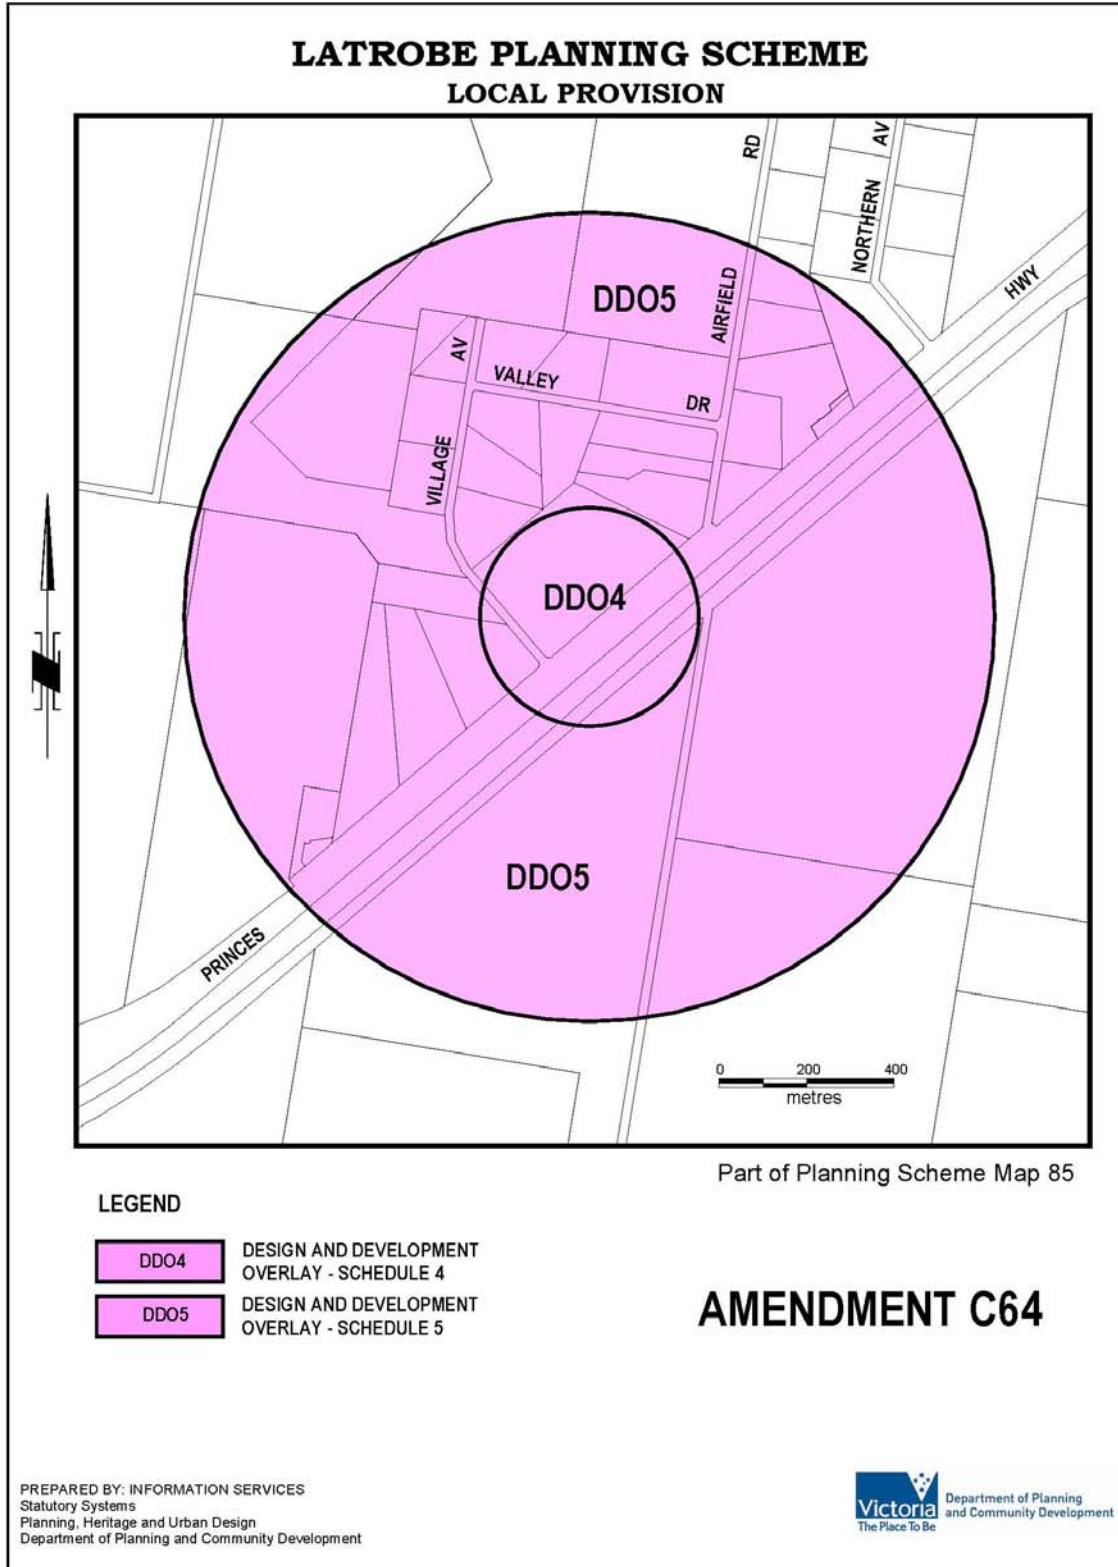 LATROBE PLANNING SCHEME
LOCAL PROVISION
RD
AV
NORTHERN
HWY
DDO5
AIRFIELD
AV
VALLEY
DR
VILLAGE
DDO4
DDO5
PRINCES
0 200 400
metres
Part of Planning Scheme Map 85
LEGEND
DDO4
DESIGN AND DEVELOPMENT
OVERLAY - SCHEDULE 4
DDO5
DESIGN AND DEVELOPMENT
OVERLAY - SCHEDULE 5
AMENDMENT C64
PREPARED BY: INFORMATION SERVICES
Statutory Systems
Planning, Heritage and Urban Design
Department of Planning and Community Development
Victoria
The Place To Be
Department of Planning
and Community Development